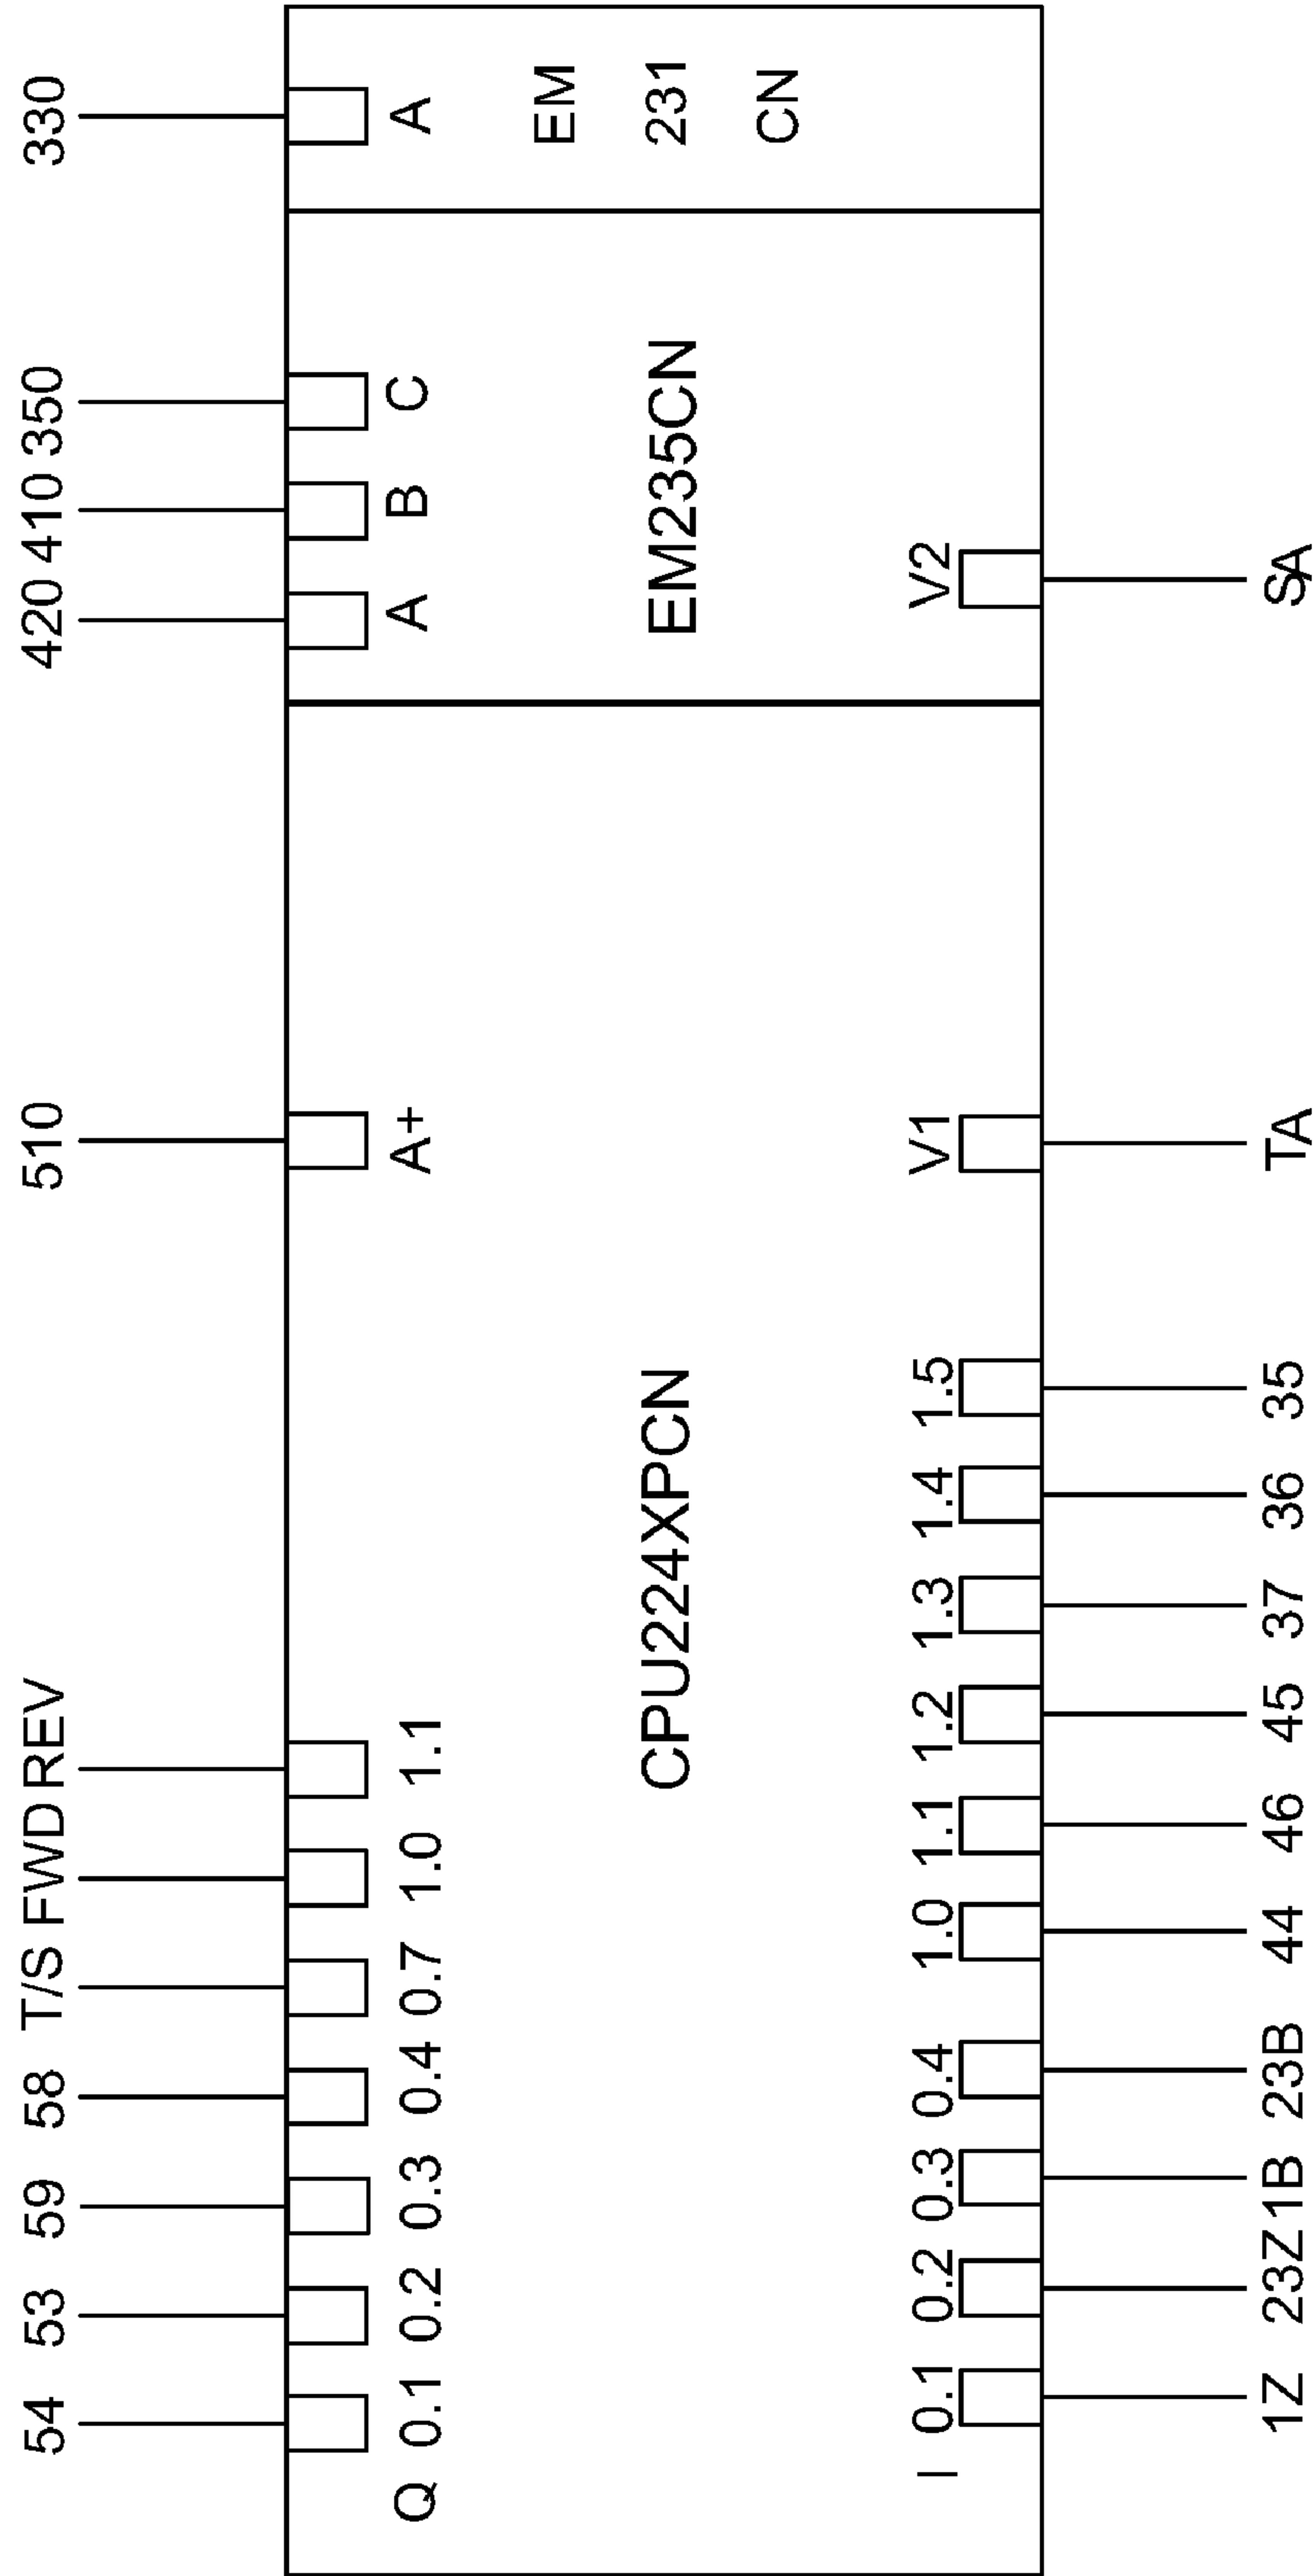 54 53 59 58 T/S FWD REV 510 420 410 350 330
Q 0.1 0.2 0.3 0.4 0.7 1.0 1.1 A+ A B C A
CPU224XPCN
EM235CN
EM
231
CN
I 0.1 0.2 0.3 0.4 1.0 1.1 1.2 1.3 1.4 1.5 V1 V2
1Z 23Z 1B 23B 44 46 45 37 36 35 TA SA